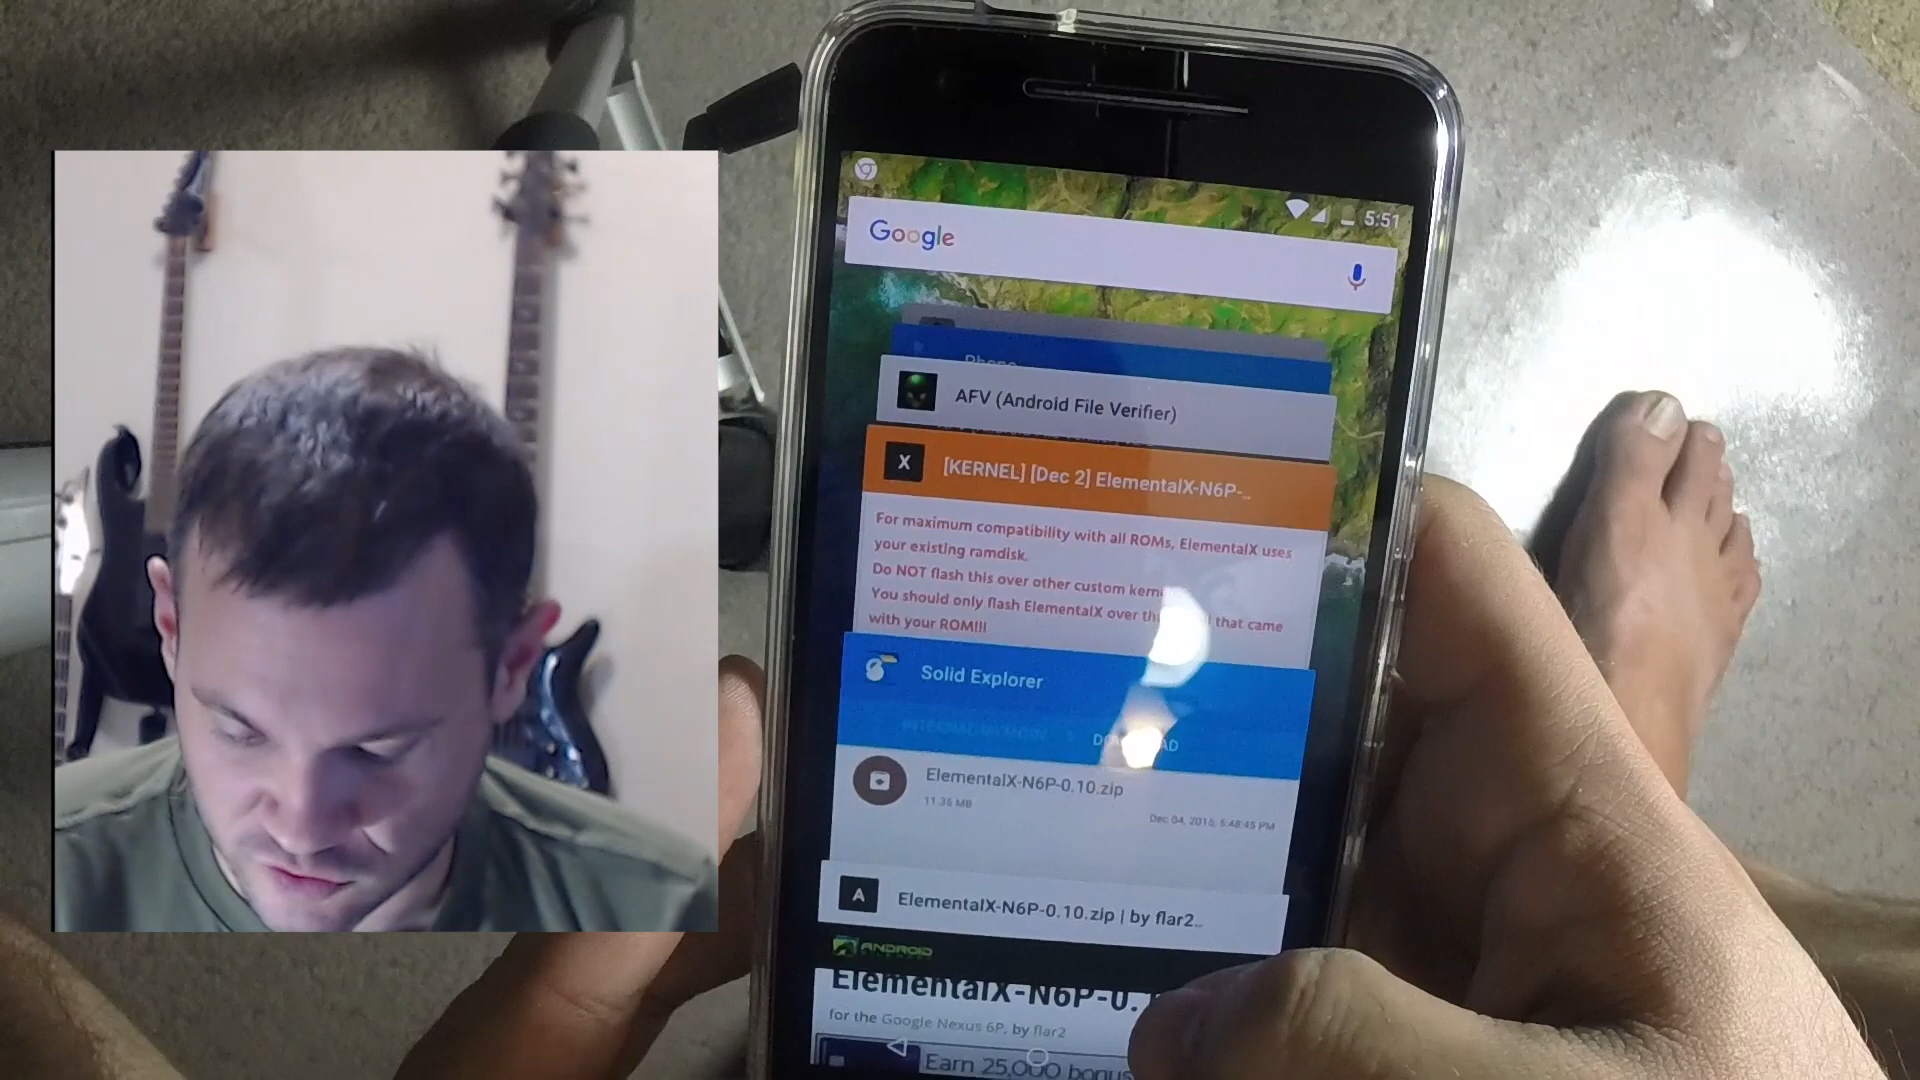 5:51
Google
Phone
AFV (Android File Verifier)
X
[KERNEL] [Dec 2] ElementalX-N6P-..
For maximum compatibility with all ROMs, ElementalX uses
your existing ramdisk.
Do NOT flash this over other custom
You should only flash ElementalX over that came
with your ROM!!!
Solid Explorer
INTERNAL MEMORY
ElementalX-N6P-0.10.zip
11.36 MB
Dec 04, 2016, 5:48:45 PM
A
ElementalX-N6P-0.10.zip | by flar2..
ANDROID
ElementalX-N6P-0.
for the Google Nexus 6P, by flar2
Earn 25,000 bonus